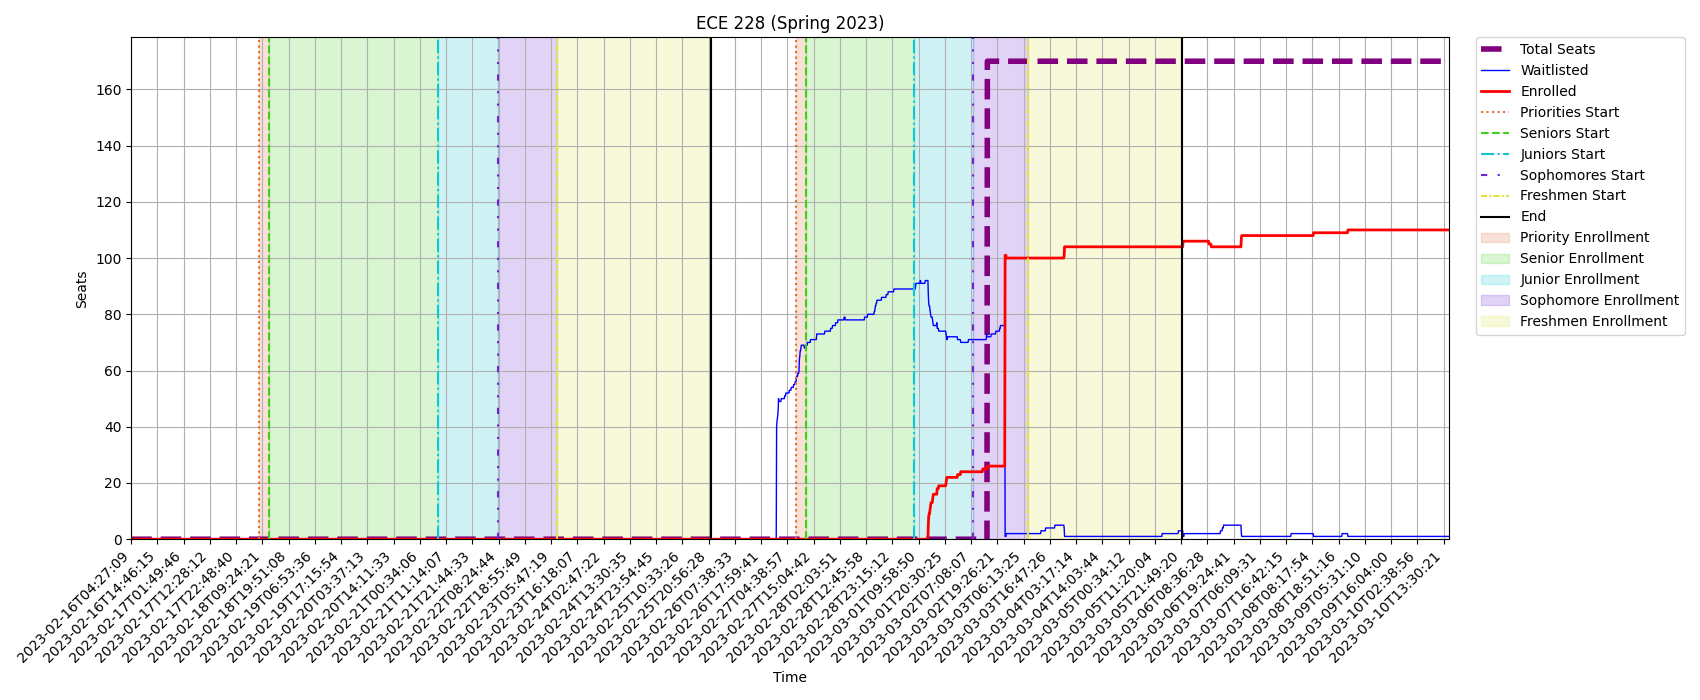 ECE 228 (Spring 2023)
Seats
160
140
120
100
80
60
40
20
0
2023-02-16T04:27:09
2023-02-16T14:46:15
2023-02-17T01:49:46
2023-02-17T12:28:12
2023-02-17T22:48:40
2023-02-18T09:24:21
2023-02-18T19:51:08
2023-02-19T06:53:36
2023-02-19T17:15:54
2023-02-20T03:37:13
2023-02-20T14:11:33
2023-02-21T00:34:06
2023-02-21T11:14:07
2023-02-21T21:44:33
2023-02-22T08:24:44
2023-02-22T18:55:49
2023-02-23T05:47:19
2023-02-23T16:18:07
2023-02-24T02:47:22
2023-02-24T13:30:35
2023-02-24T23:54:45
2023-02-25T10:33:26
2023-02-25T20:56:28
2023-02-26T07:38:33
2023-02-26T17:59:41
2023-02-27T04:38:57
2023-02-27T15:04:42
2023-02-28T02:03:51
2023-02-28T12:45:58
2023-02-28T23:15:12
2023-03-01T09:58:50
2023-03-01T20:30:25
2023-03-02T07:08:07
2023-03-02T19:26:21
2023-03-03T06:13:25
2023-03-03T16:47:26
2023-03-04T03:17:14
2023-03-04T14:03:44
2023-03-05T00:34:12
2023-03-05T11:20:04
2023-03-05T21:49:20
2023-03-06T08:36:28
2023-03-06T19:24:41
2023-03-07T06:09:31
2023-03-07T16:42:15
2023-03-08T08:17:54
2023-03-08T18:51:16
2023-03-09T05:31:10
2023-03-09T16:04:00
2023-03-10T02:38:56
2023-03-10T13:30:21
Time
Total Seats
Waitlisted
Enrolled
Priorities Start
Seniors Start
Juniors Start
Sophomores Start
Freshmen Start
End
Priority Enrollment
Senior Enrollment
Junior Enrollment
Sophomore Enrollment
Freshmen Enrollment